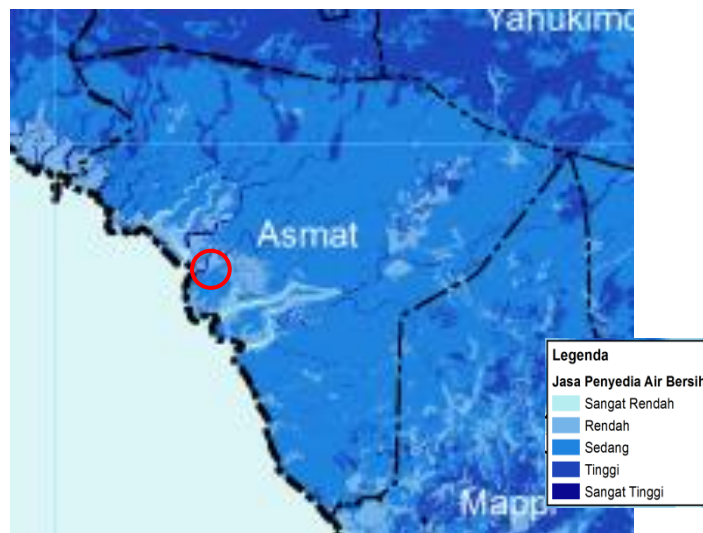 Yahukimo
Asmat
Legenda
Jasa Penyedia Air Bersih
Sangat Rendah
Rendah
Sedang
Tinggi
Sangat Tinggi
Mappi